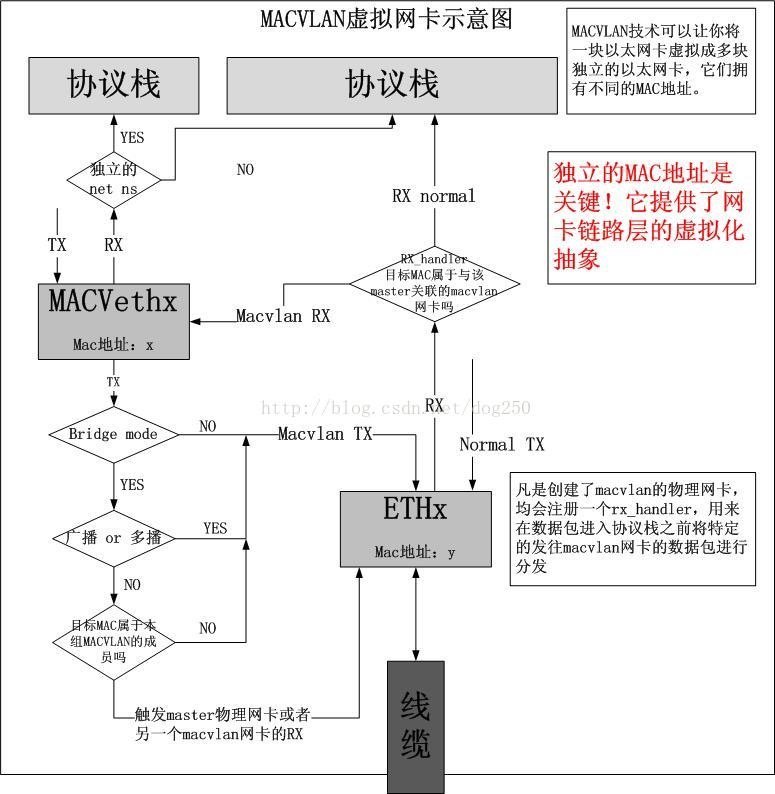 MACVLAN虚拟网卡示意图
MACVLAN技术可以让你将
一块以太网卡虚拟成多块
独立的以太网卡，它们拥
有不同的MAC地址。
协议栈
协议栈
YES
独立的
net ns
NO
独立的MAC地址是
关键！它提供了网
卡链路层的虚拟化
抽象
RX normal
TX
RX
RX_handler
目标MAC属于与该
master关联的macvlan
网卡吗
MACVethx
Mac地址：x
Macvlan RX
TX
http://blog.csdn.net/dog250
RX
Bridge mode
NO
Macvlan TX
Normal TX
YES
凡是创建了macvlan的物理网卡，
均会注册一个rx_handler，用来
在数据包进入协议栈之前将特定
的发往macvlan网卡的数据包进行
分发
ETHx
Mac地址：y
广播 or 多播
YES
NO
目标MAC属于本
组MACVLAN的成
员吗
NO
触发master物理网卡或者
另一个macvlan网卡的RX
线
缆